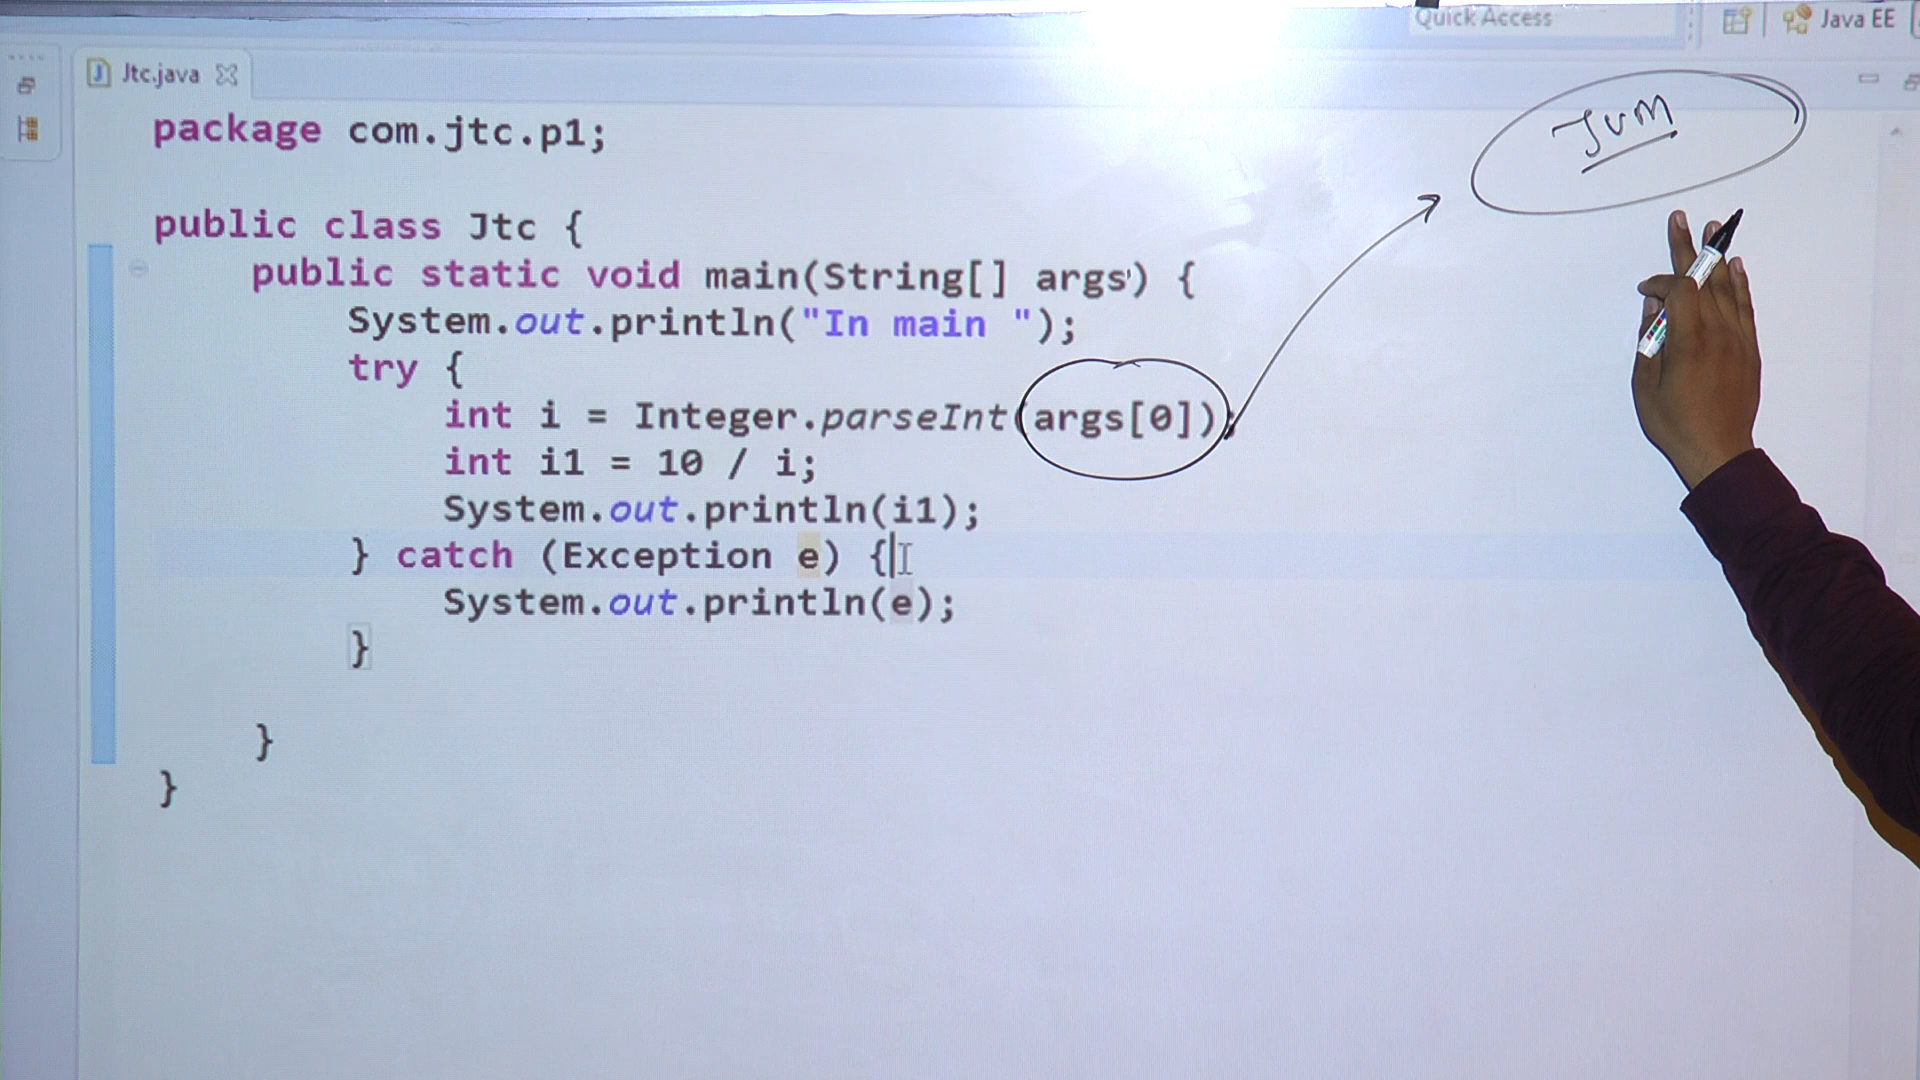 Quick Access
Java EE
Jtc.java
JVM
package com.jtc.p1;
public class Jtc {
public static void main(String[] args) {
System.out.println("In main ");
try {
int i = Integer.parseInt(args[0]);
int i1 = 10 / i;
System.out.println(i1);
} catch (Exception e) {
System.out.println(e);
}
}
}